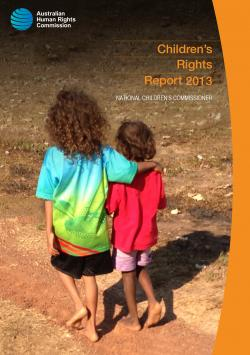 Australian
Human Rights
Commission
Children's
Rights
Report 2013
NATIONAL CHILDREN'S COMMISSIONER